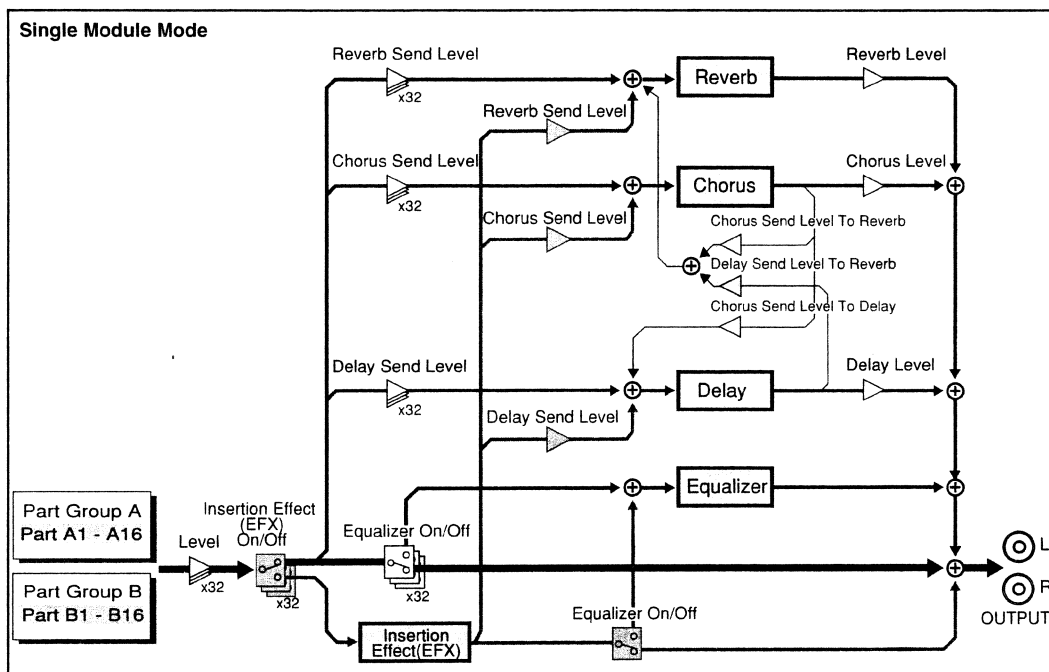 Single Module Mode
Reverb Send Level
x32
Reverb
Reverb Level
Reverb Send Level
Chorus Send Level
x32
Chorus
Chorus Level
Chorus Send Level
Chorus Send Level To Reverb
Delay Send Level To Reverb
Chorus Send Level To Delay
Delay Send Level
x32
Delay
Delay Level
Delay Send Level
Part Group A
Part A1 - A16
Part Group B
Part B1 - B16
Level
x32
Insertion Effect
(EFX)
On/Off
x32
Equalizer On/Off
x32
Equalizer
Insertion
Effect(EFX)
Equalizer On/Off
L
R
OUTPUT